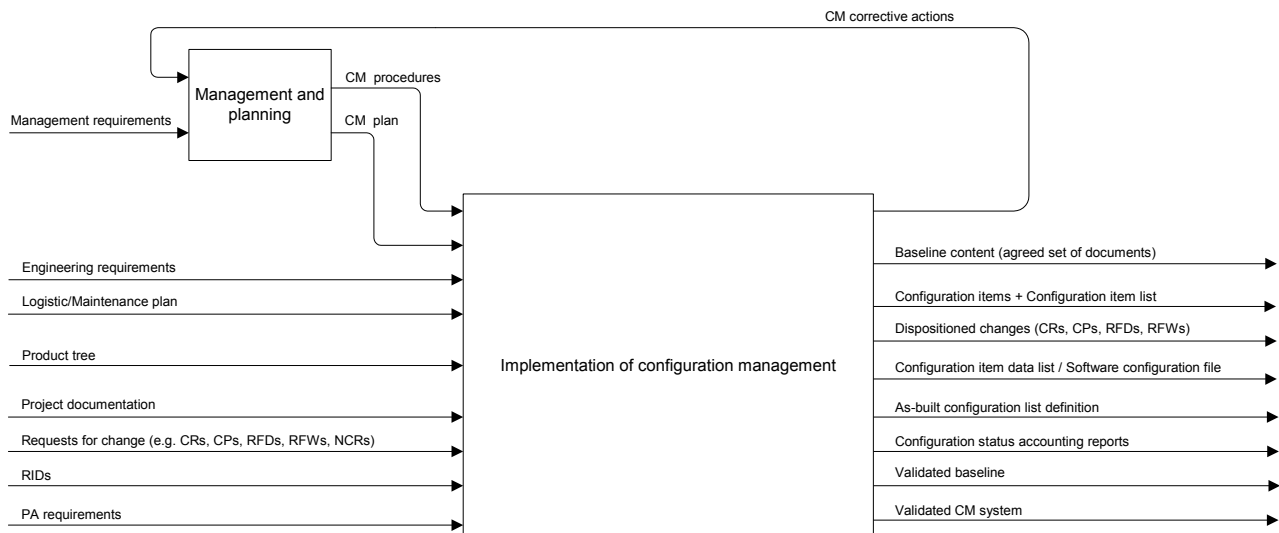 CM corrective actions
CM procedures
Management and
planning
CM plan
Management requirements
Engineering requirements
Logistic/Maintenance plan
Product tree
Project documentation
Requests for change (e.g. CRs, CPs, RFDs, RFWs, NCRs)
RIDs
PA requirements
Implementation of configuration management
Baseline content (agreed set of documents)
Configuration items + Configuration item list
Dispositioned changes (CRs, CPs, RFDs, RFWs)
Configuration item data list / Software configuration file
As-built configuration list definition
Configuration status accounting reports
Validated baseline
Validated CM system